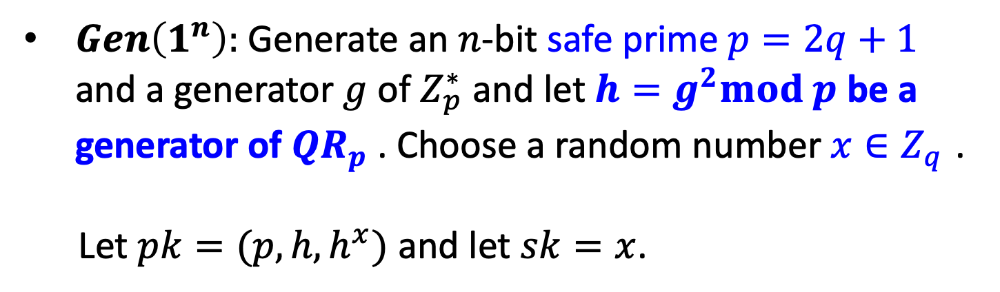 • Gen(1ⁿ): Generate an n-bit safe prime p = 2q + 1
and a generator g of Z*ₚ and let h = g² mod p be a
generator of QRₚ . Choose a random number x ∈ Z_q .
Let pk = (p, h, hˣ) and let sk = x.